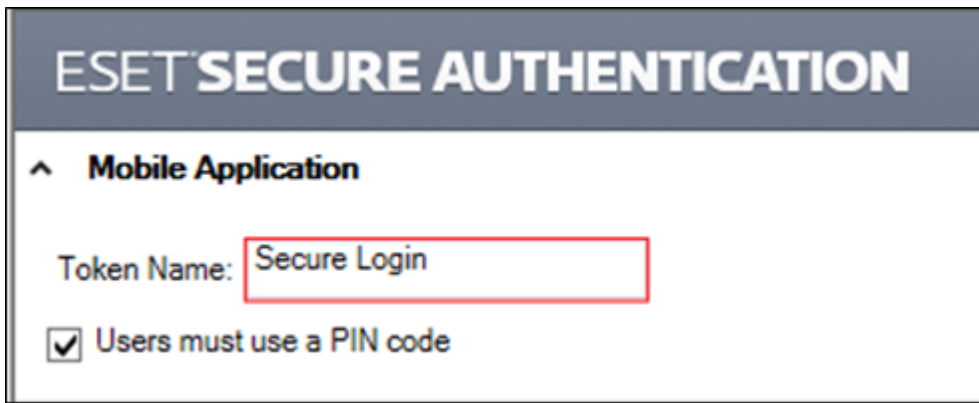 ESET SECURE AUTHENTICATION
Mobile Application
Token Name: Secure Login
Users must use a PIN code